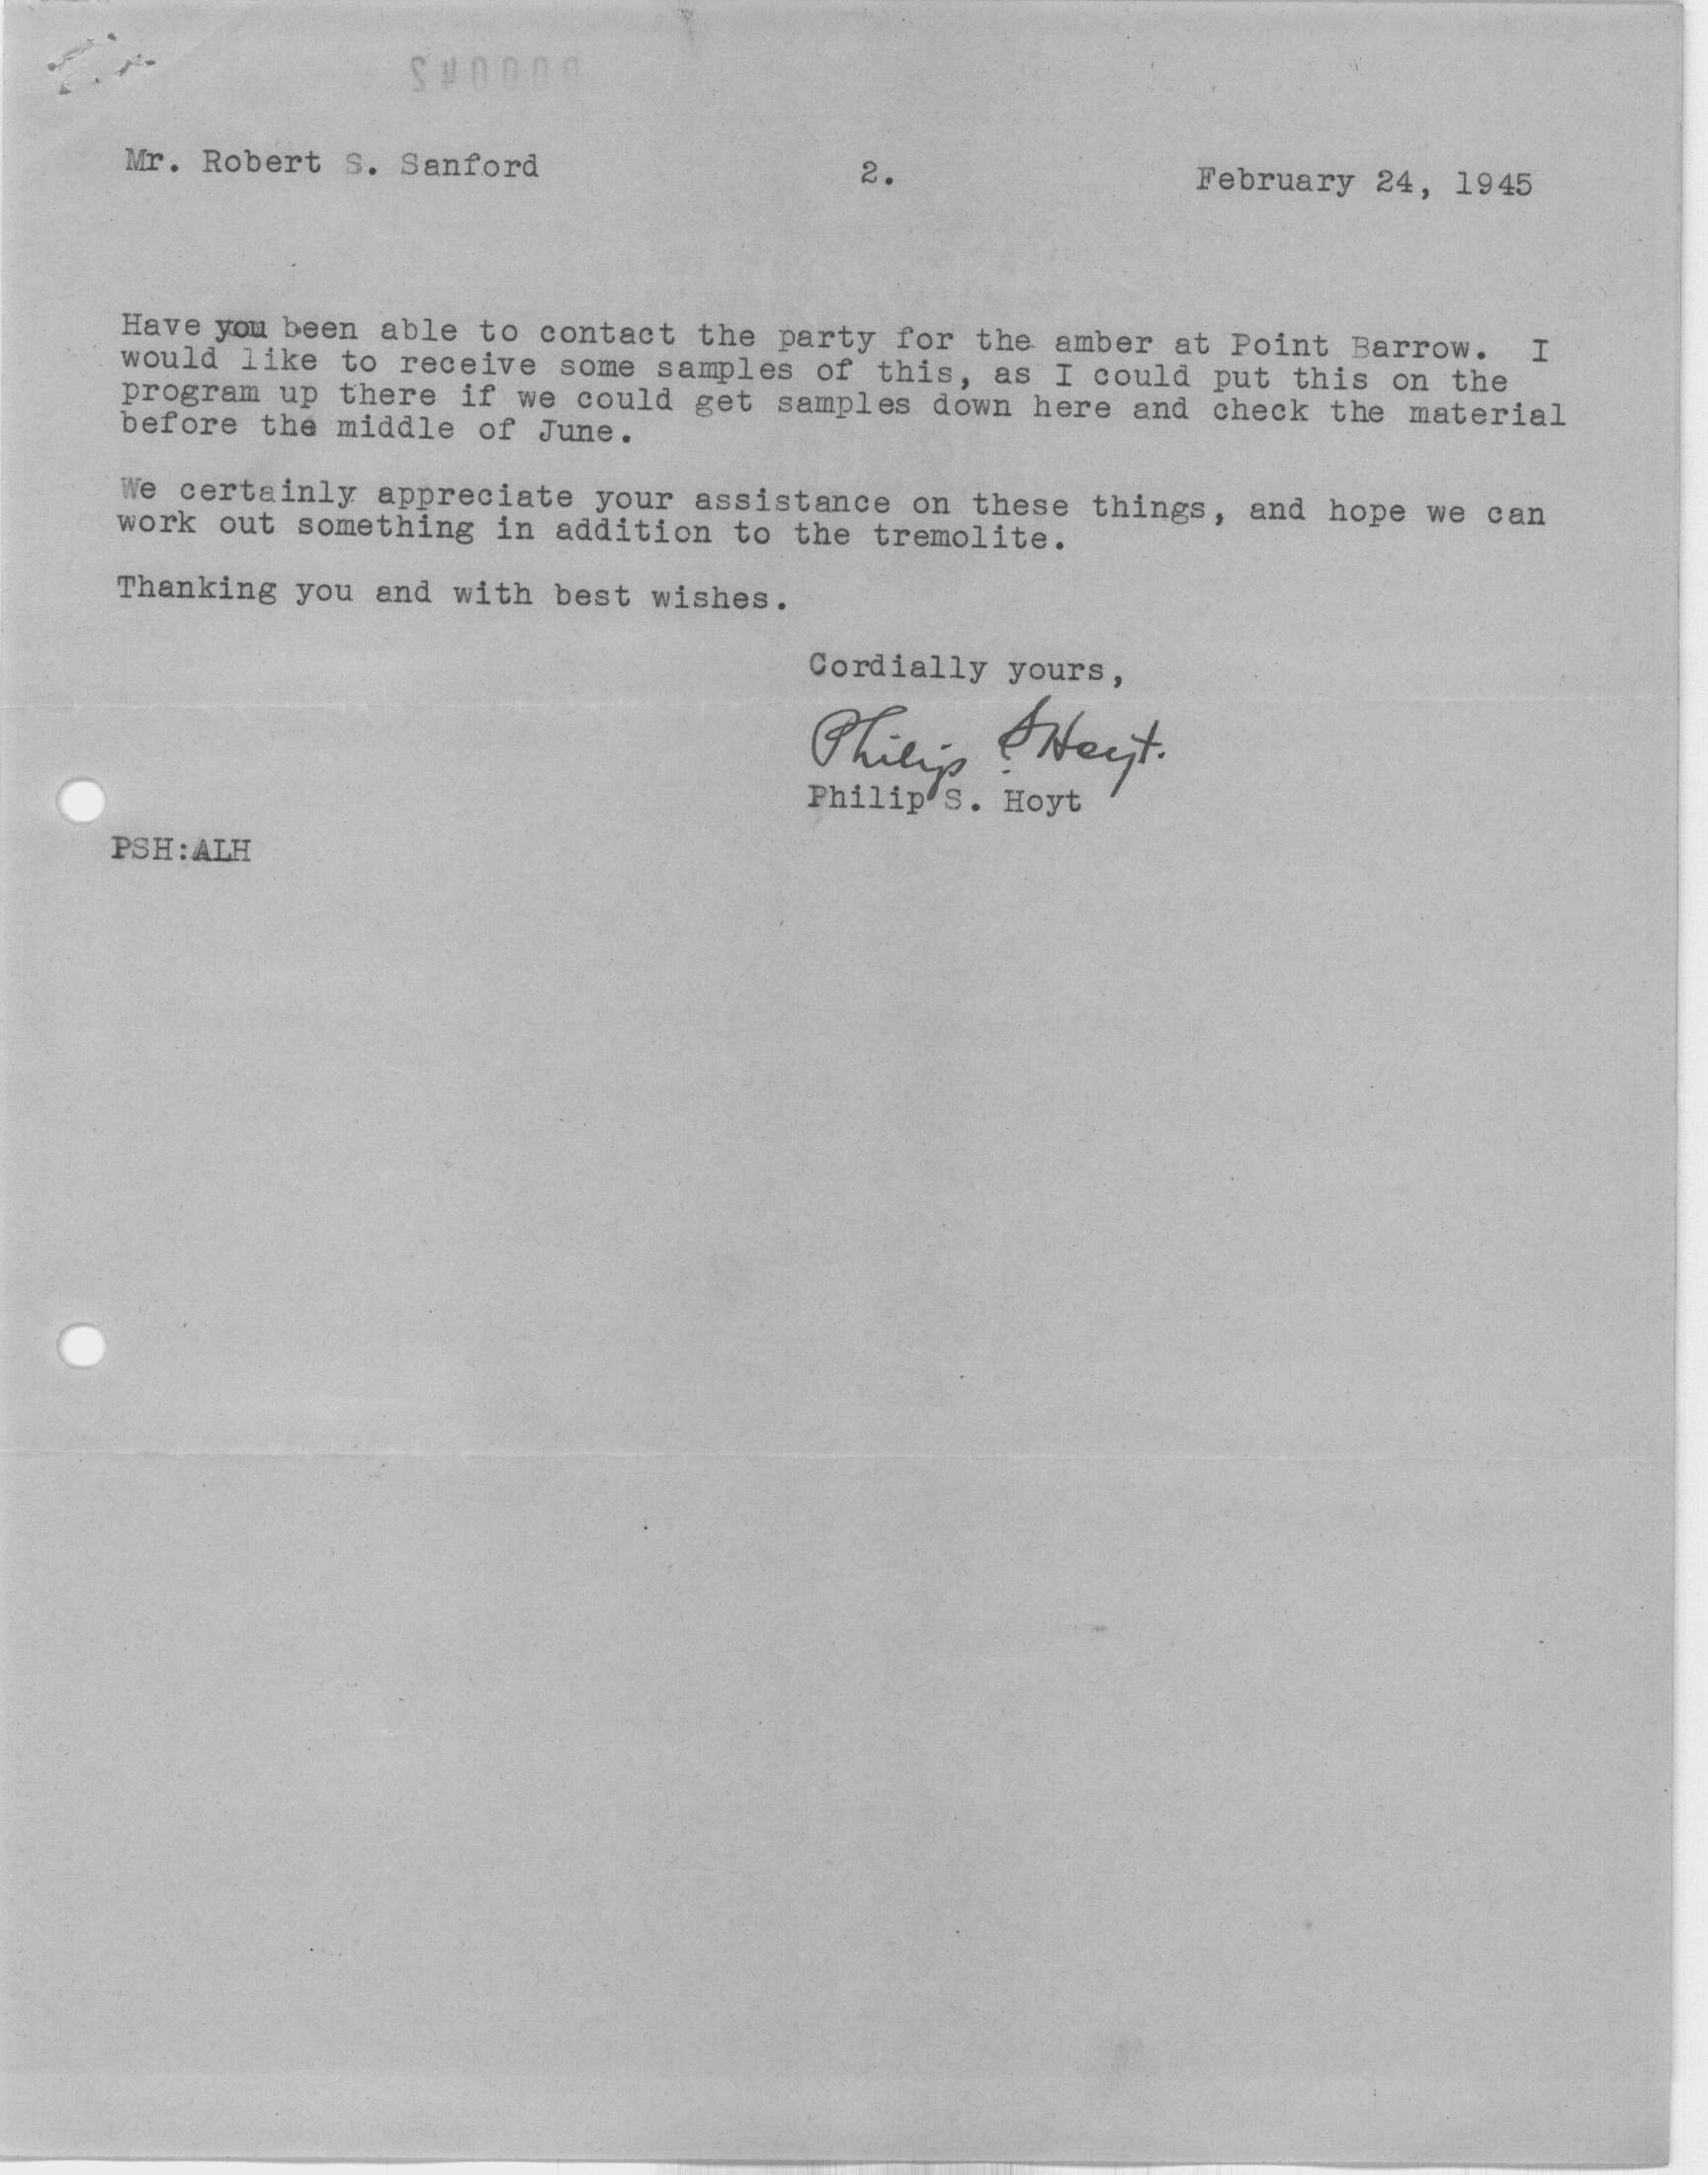 Mr. Robert S. Sanford 2. February 24, 1945
Have you been able to contact the party for the amber at Point Barrow. I
would like to receive some samples of this, as I could put this on the
program up there if we could get samples down here and check the material
before the middle of June.
We certainly appreciate your assistance on these things, and hope we can
work out something in addition to the tremolite.
Thanking you and with best wishes.
Cordially yours,
Philip S. Hoyt.
Philip S. Hoyt
PSH:ALH